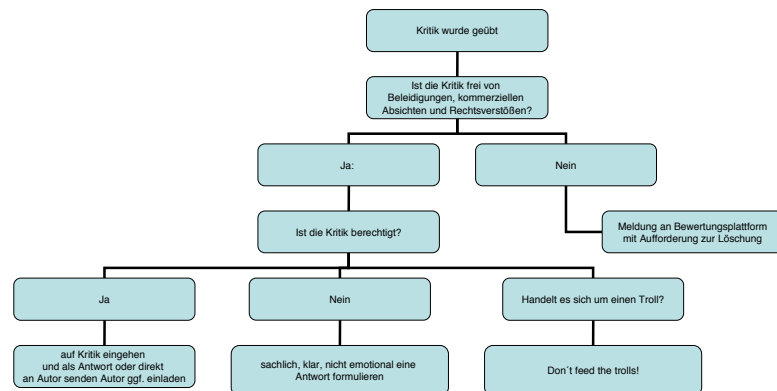 Kritik wurde geübt
Ist die Kritik frei von
Beleidigungen, kommerziellen
Absichten und Rechtsverstößen?
Ja:
Nein
Ist die Kritik berechtigt?
Meldung an Bewertungsplattform
mit Aufforderung zur Löschung
Ja
Nein
Handelt es sich um einen Troll?
auf Kritik eingehen
und als Antwort oder direkt
an Autor senden Autor ggf. einladen
sachlich, klar, nicht emotional eine
Antwort formulieren
Don´t feed the trolls!